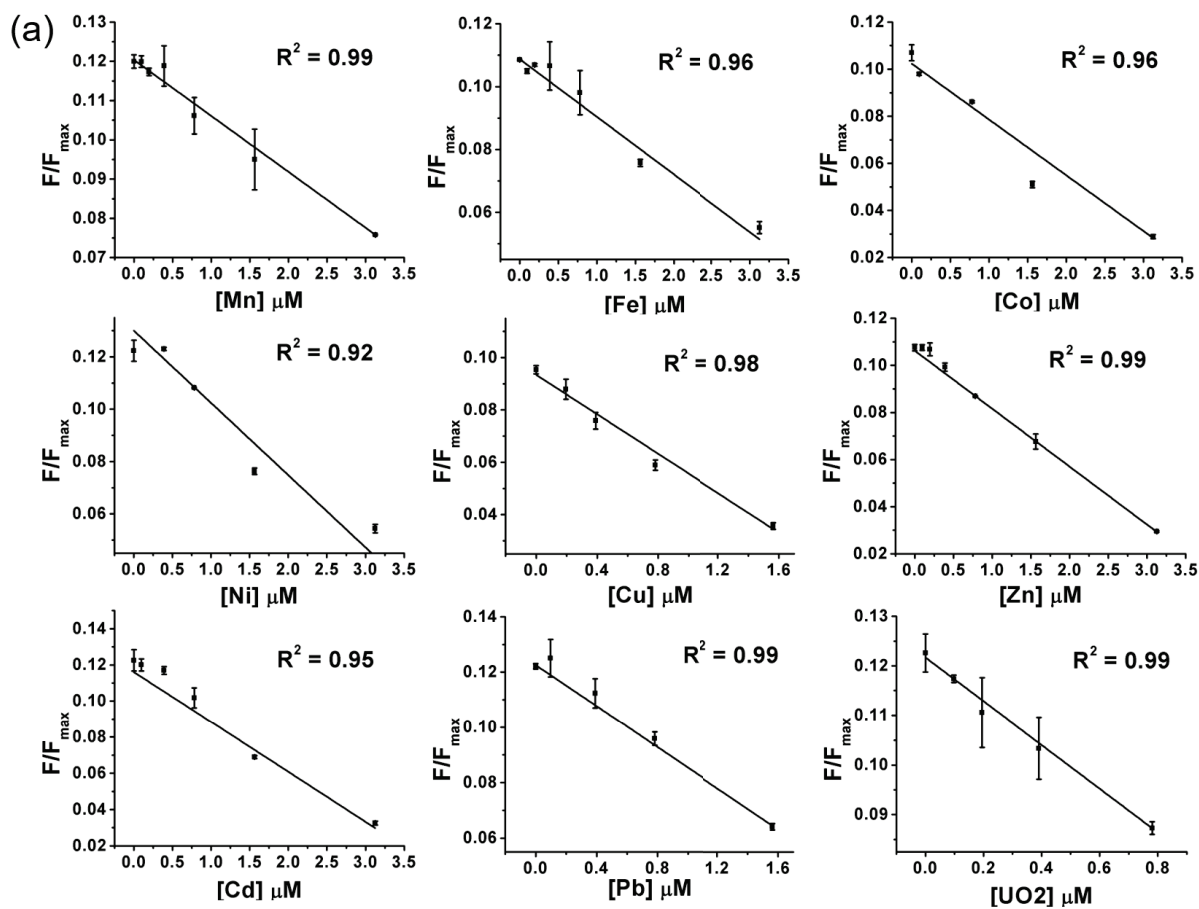 (a)
0.13
0.12
0.11
0.10
0.09
0.08
0.07
F/Fmax
R² = 0.99
0.0 0.5 1.0 1.5 2.0 2.5 3.0 3.5
[Mn] μM
0.12
0.10
0.08
0.06
F/Fmax
R² = 0.96
0.0 0.5 1.0 1.5 2.0 2.5 3.0 3.5
[Fe] μM
0.12
0.10
0.08
0.06
0.04
0.02
F/Fmax
R² = 0.96
0.0 0.5 1.0 1.5 2.0 2.5 3.0 3.5
[Co] μM
0.12
0.10
0.08
0.06
F/Fmax
R² = 0.92
0.0 0.5 1.0 1.5 2.0 2.5 3.0 3.5
[Ni] μM
0.10
0.08
0.06
0.04
F/Fmax
R² = 0.98
0.0 0.4 0.8 1.2 1.6
[Cu] μM
0.12
0.10
0.08
0.06
0.04
0.02
F/Fmax
R² = 0.99
0.0 0.5 1.0 1.5 2.0 2.5 3.0 3.5
[Zn] μM
0.14
0.12
0.10
0.08
0.06
0.04
0.02
F/Fmax
R² = 0.95
0.0 0.5 1.0 1.5 2.0 2.5 3.0 3.5
[Cd] μM
0.14
0.12
0.10
0.08
0.06
F/Fmax
R² = 0.99
0.0 0.4 0.8 1.2 1.6
[Pb] μM
0.13
0.12
0.11
0.10
0.09
F/Fmax
R² = 0.99
0.0 0.2 0.4 0.6 0.8
[UO2] μM